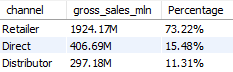 channel gross_sales_mln Percentage
Retailer 1924.17M 73.22%
Direct 406.69M 15.48%
Distributor 297.18M 11.31%